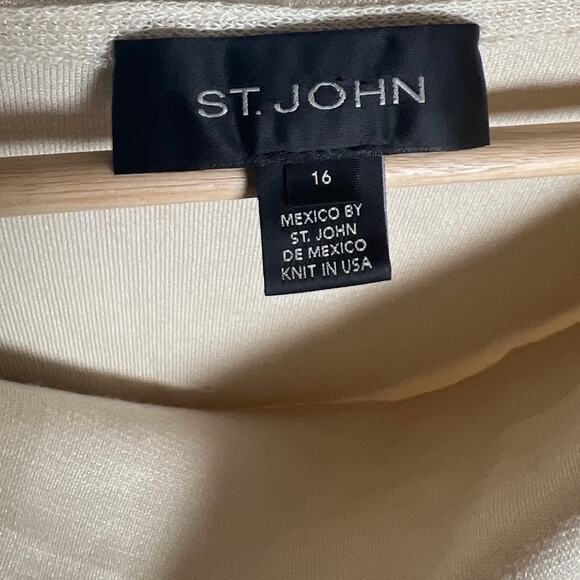 ST. JOHN
16
MEXICO BY
ST. JOHN
DE MEXICO
KNIT IN USA